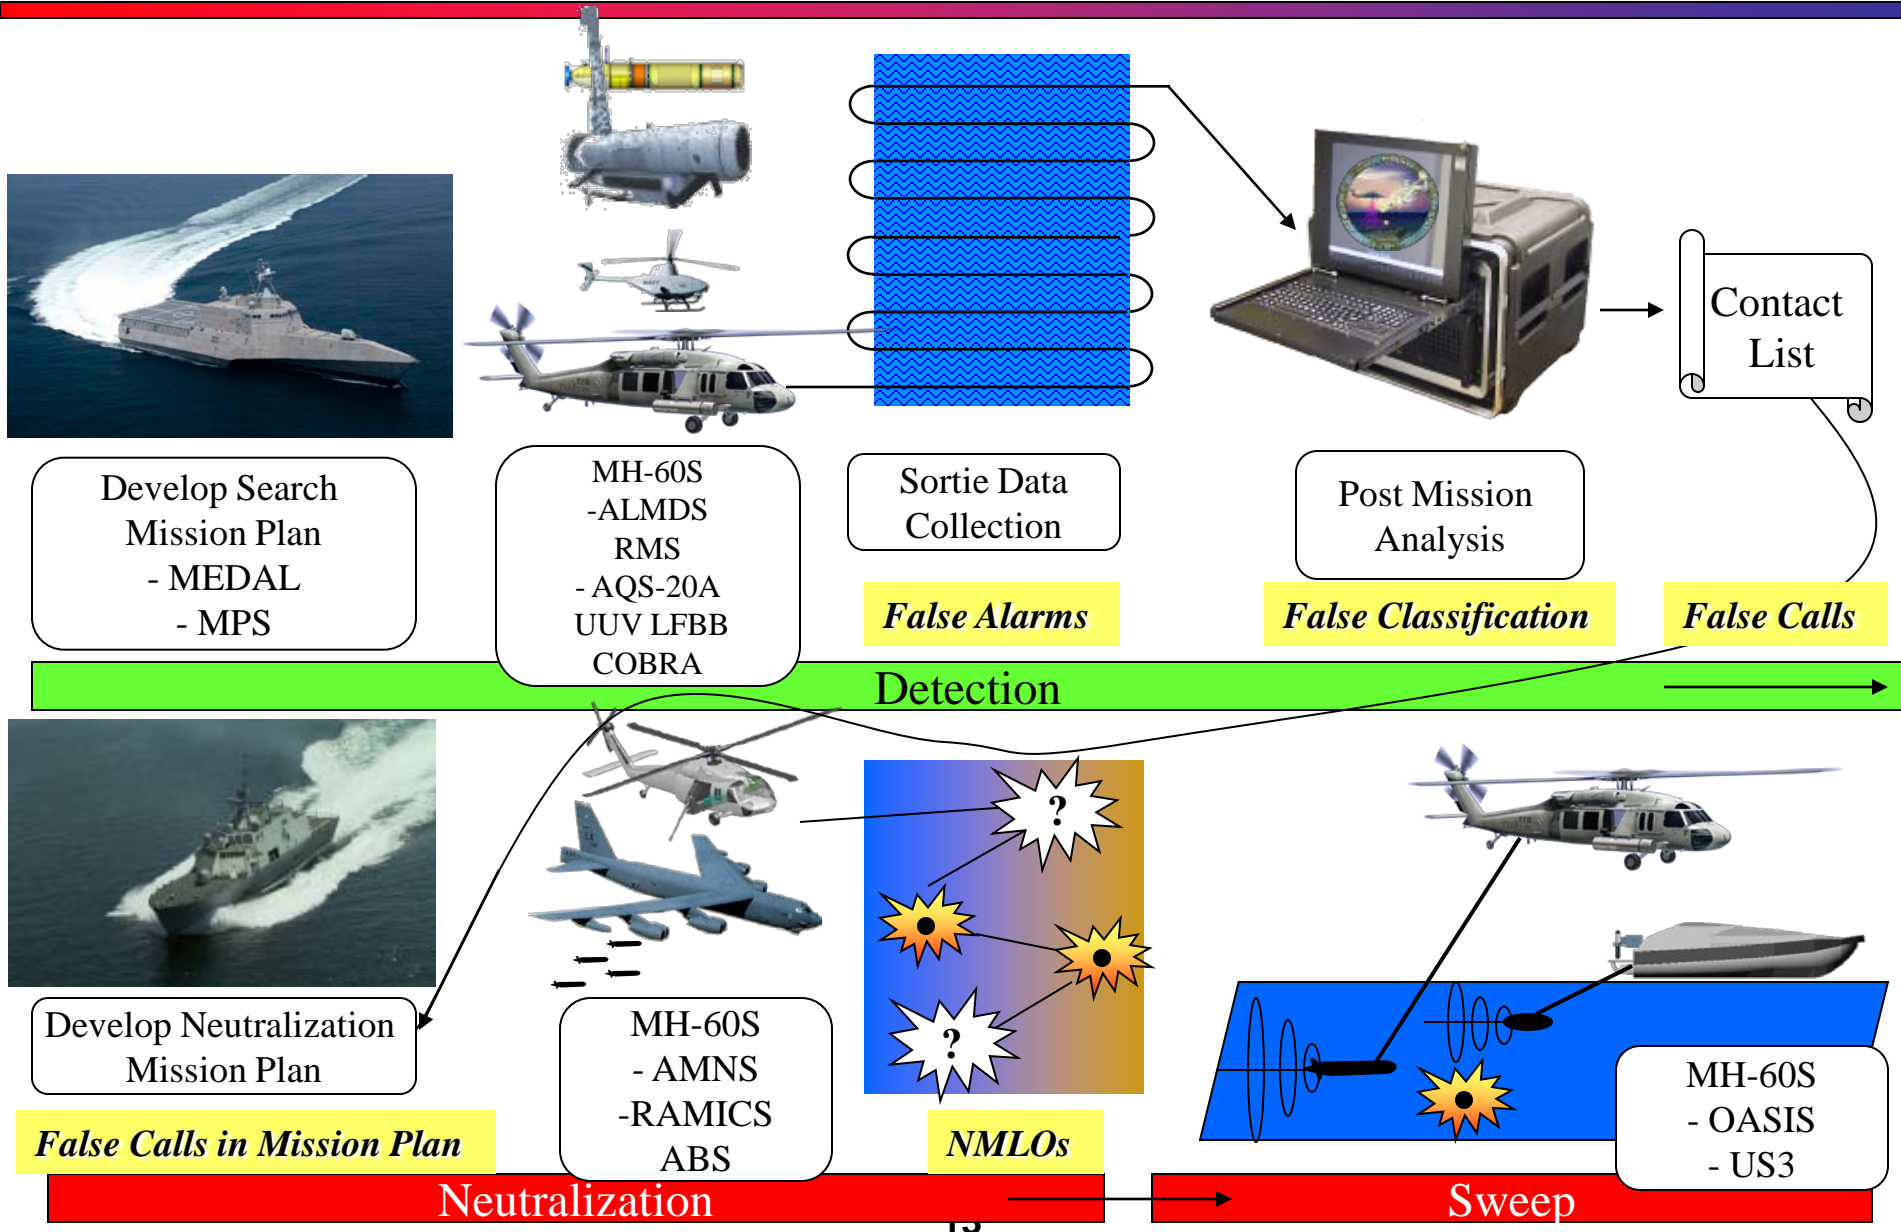 Contact
List
Develop Search
Mission Plan
- MEDAL
- MPS
MH-60S
-ALMDS
RMS
- AQS-20A
UUV LFBB
COBRA
Sortie Data
Collection
Post Mission
Analysis
False Alarms
False Classification
False Calls
Detection
?
?
Develop Neutralization
Mission Plan
MH-60S
- AMNS
-RAMICS
ABS
MH-60S
- OASIS
- US3
False Calls in Mission Plan
NMLOs
Neutralization
Sweep